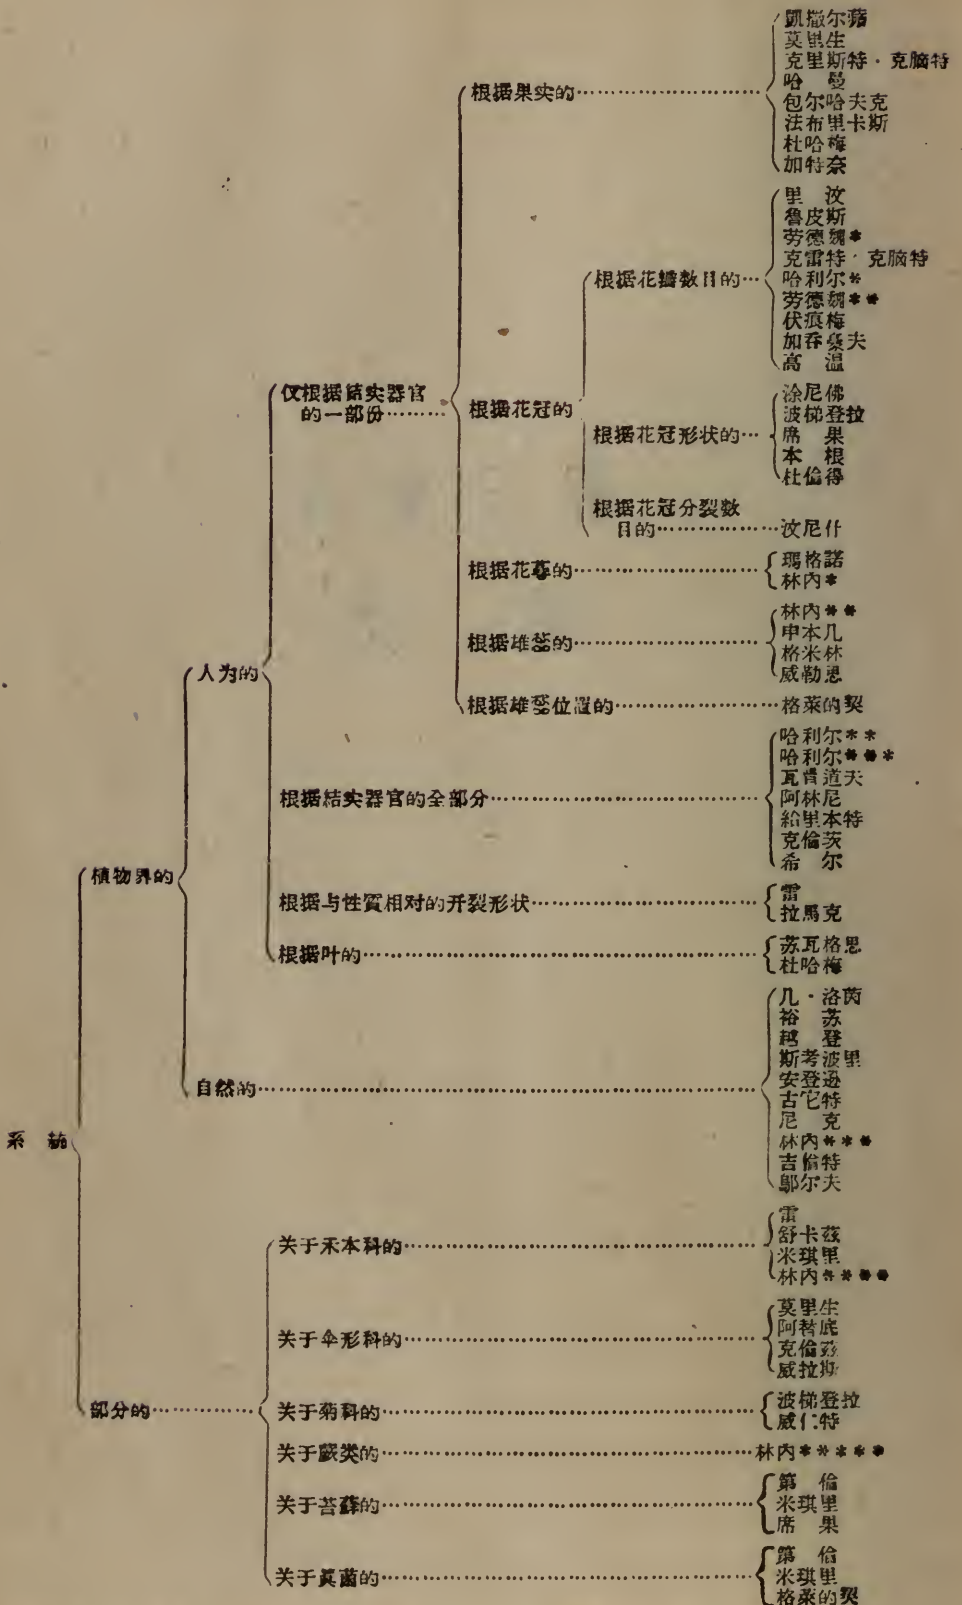 凱撒尔蒲
莫里生
克里斯特·克脑特
哈 曼
根据果实的
包尔哈夫克
法布里卡斯
杜哈梅
加特奈
里 汶
魯皮斯
劳德魏*
克雷特·克脑特
根据花瓣数目的
哈利尔*
劳德魏**
伏痕梅
高 温
仅根据結实器官
的一部份
根据花冠的
涂尼佛
波梯登拉
根据花冠形状的
席 果
本 根
杜倫得
根据花冠分裂数
目的
汶尼什
根据花萼的
瑪格諾
林内*
林内**
根据雄蕊的
申本几
格米林
威勒恩
人为的
根据雄蕊位置的
格萊的契
哈利尔**
哈利尔***
瓦肯道夫
根据結实器官的全部分
阿林尼
給里本特
克倫茨
希 尔
植物界的
根据与性質相对的开裂形状
雷
拉馬克
根据叶的
苏瓦格思
杜哈梅
几·洛茵
裕 苏
越 登
斯考波里
自然的
安登逊
古它特
尼 克
林内***
吉倫特
鄔尔夫
系 統
雷
关于禾本科的
舒卡茲
米琪里
林内****
莫里生
关于伞形科的
阿替底
克倫茲
威拉斯
部分的
关于菊科的
波梯登拉
威仁特
关于蕨类的
林内*****
第 倫
关于苔蘚的
米琪里
席 果
第 倫
关于眞菌的
米琪里
格萊的契